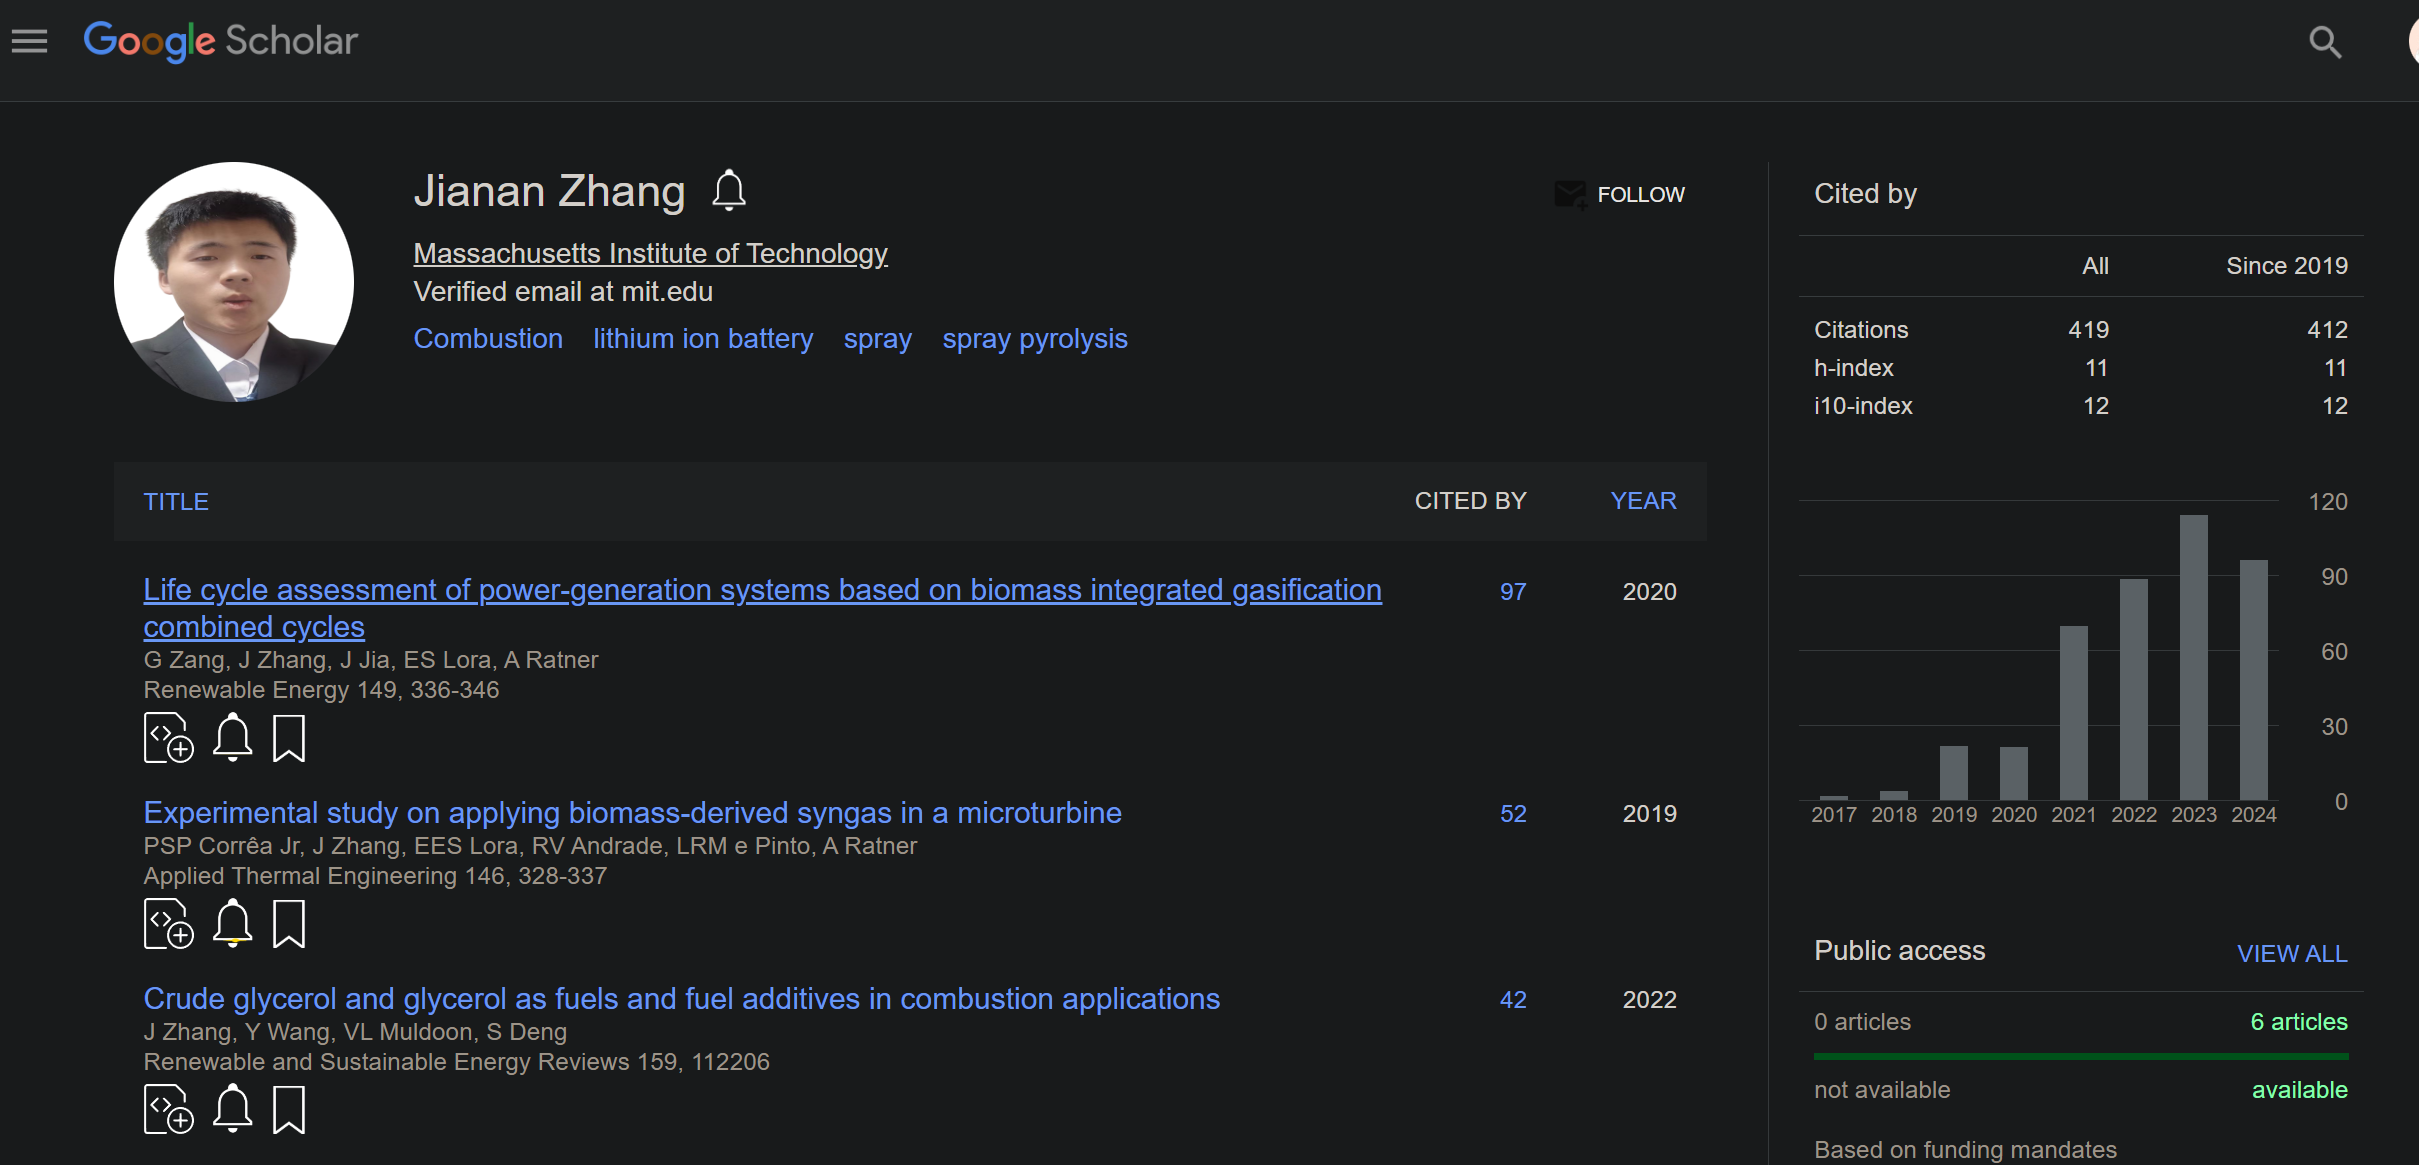 Google Scholar
Jianan Zhang
FOLLOW
Massachusetts Institute of Technology
Verified email at mit.edu
Combustion lithium ion battery spray spray pyrolysis
TITLE CITED BY YEAR
Life cycle assessment of power-generation systems based on biomass integrated gasification 97 2020
combined cycles
G Zang, J Zhang, J Jia, ES Lora, A Ratner
Renewable Energy 149, 336-346
Experimental study on applying biomass-derived syngas in a microturbine 52 2019
PSP Corrêa Jr, J Zhang, EES Lora, RV Andrade, LRM e Pinto, A Ratner
Applied Thermal Engineering 146, 328-337
Crude glycerol and glycerol as fuels and fuel additives in combustion applications 42 2022
J Zhang, Y Wang, VL Muldoon, S Deng
Renewable and Sustainable Energy Reviews 159, 112206
Cited by
All Since 2019
Citations 419 412
h-index 11 11
i10-index 12 12
120
90
60
30
0
2017 2018 2019 2020 2021 2022 2023 2024
Public access VIEW ALL
0 articles 6 articles
not available available
Based on funding mandates